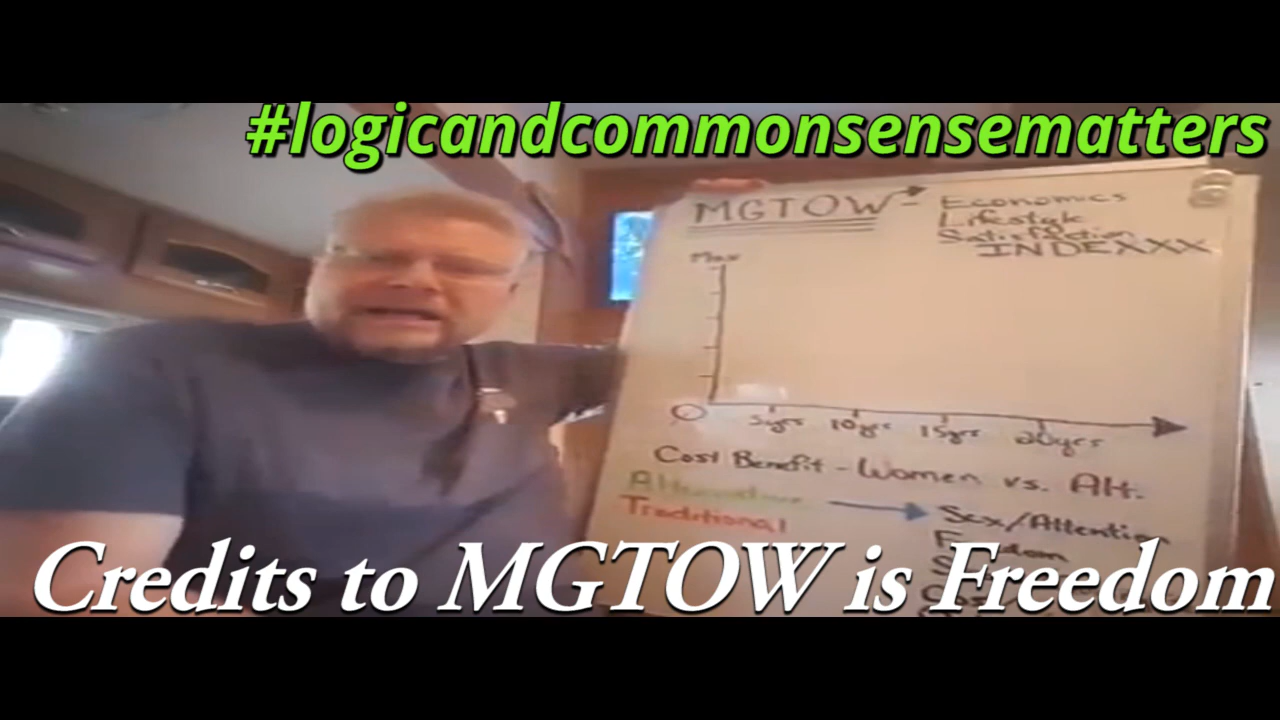 #logicandcommonsensematters
MGTOW - Economics
Lifestyle
Satisfaction
INDEXXX
Max
0
5yrs 10yrs 15yrs 20yrs
Cost Benefit - Women vs. Alt.
Alternative
Traditional
Sex/Attention
Freedom
Credits to MGTOW is Freedom